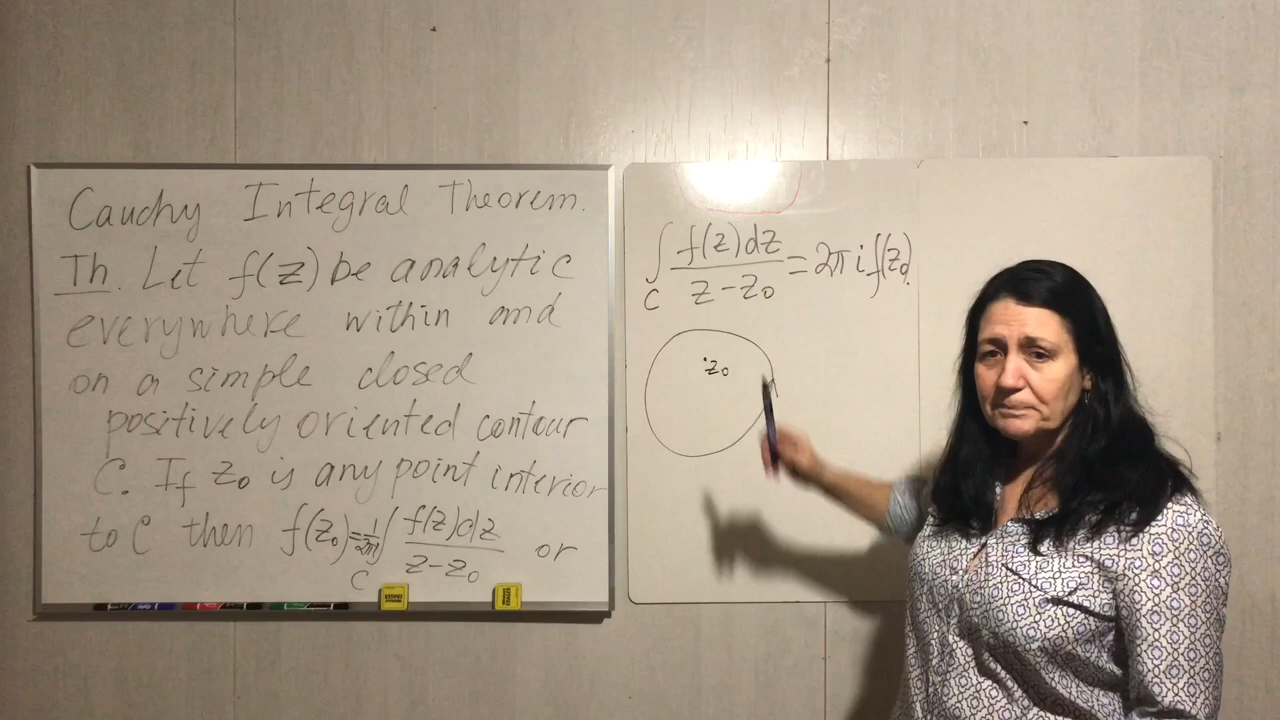 Cauchy Integral Theorem.
Th. Let f(z) be analytic
everywhere within and
on a simple closed
positively oriented contour
C. If z₀ is any point interior
to C then f(z₀)=1/2πi ∫_C f(z)dz/z-z₀ or
∫_C f(z)dz/z-z₀ = 2πi f(z₀).
z₀